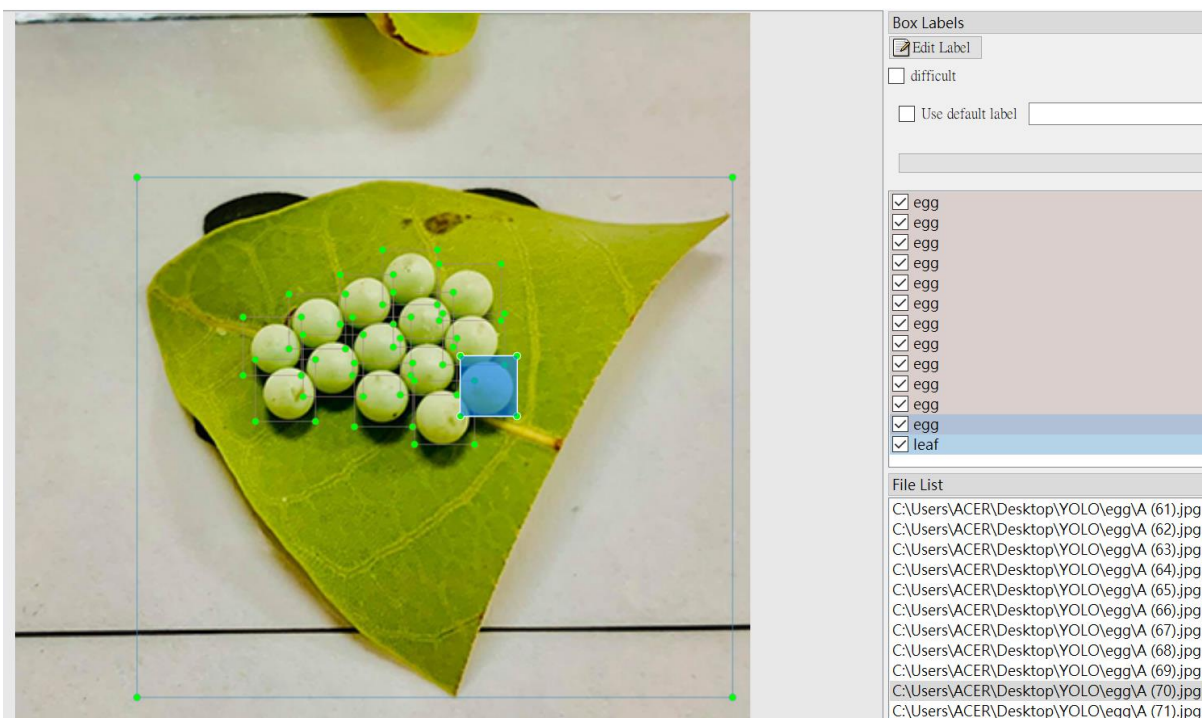 Box Labels
Edit Label
difficult
Use default label
egg
egg
egg
egg
egg
egg
egg
egg
egg
egg
egg
egg
leaf
File List
C:\Users\ACER\Desktop\YOLO\egg\A (61).jpg
C:\Users\ACER\Desktop\YOLO\egg\A (62).jpg
C:\Users\ACER\Desktop\YOLO\egg\A (63).jpg
C:\Users\ACER\Desktop\YOLO\egg\A (64).jpg
C:\Users\ACER\Desktop\YOLO\egg\A (65).jpg
C:\Users\ACER\Desktop\YOLO\egg\A (66).jpg
C:\Users\ACER\Desktop\YOLO\egg\A (67).jpg
C:\Users\ACER\Desktop\YOLO\egg\A (68).jpg
C:\Users\ACER\Desktop\YOLO\egg\A (69).jpg
C:\Users\ACER\Desktop\YOLO\egg\A (70).jpg
C:\Users\ACER\Desktop\YOLO\egg\A (71).jpg